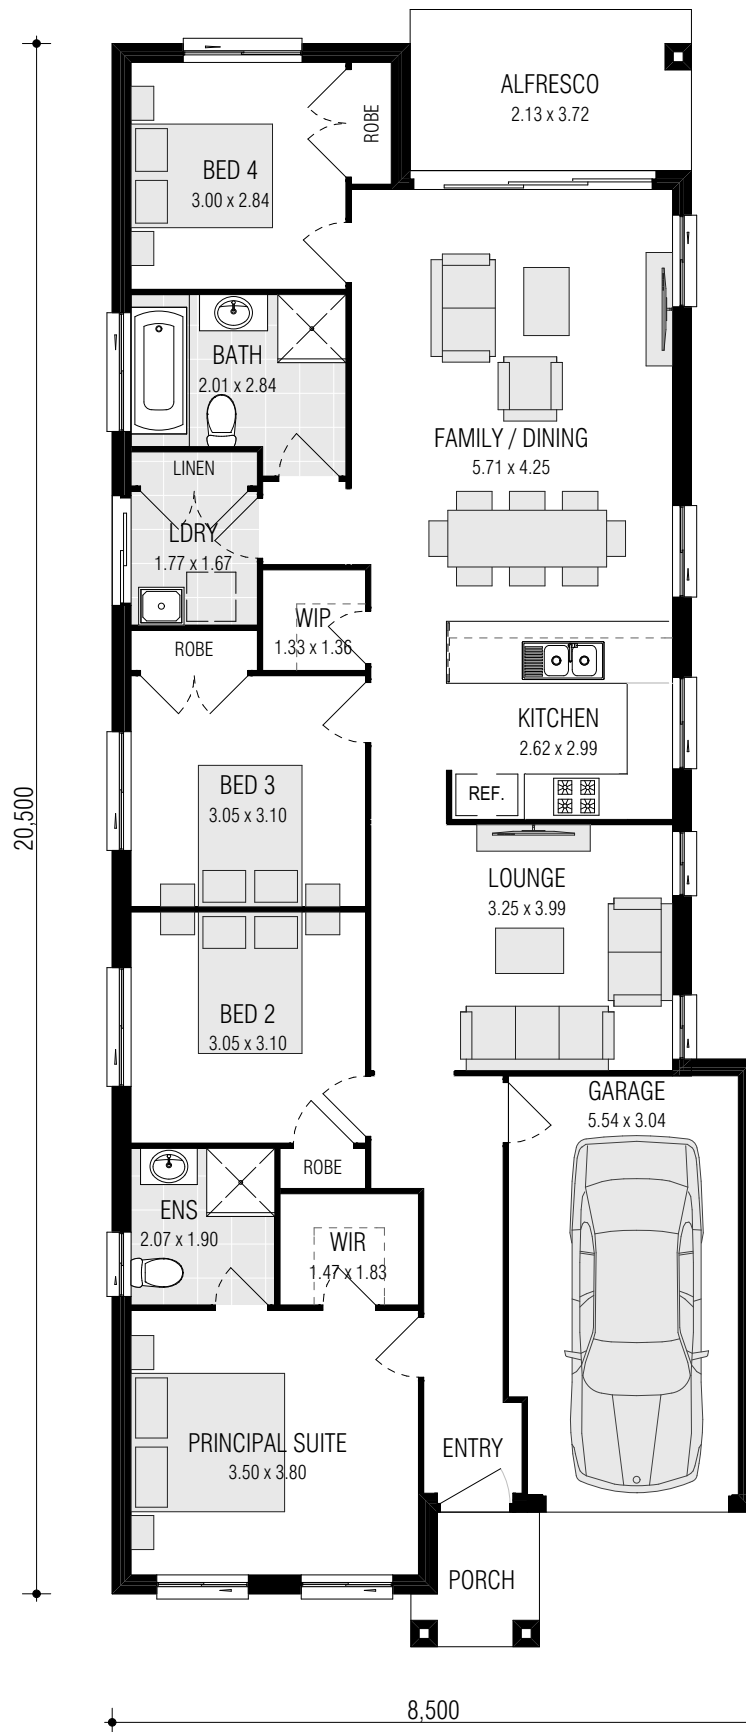 ALFRESCO
2.13 x 3.72
ROBE
BED 4
3.00 x 2.84
BATH
2.01 x 2.84
FAMILY / DINING
5.71 x 4.25
LINEN
LDRY
1.77 x 1.67
WIP
1.33 x 1.36
ROBE
KITCHEN
2.62 x 2.99
REF.
BED 3
3.05 x 3.10
20,500
LOUNGE
3.25 x 3.99
BED 2
3.05 x 3.10
GARAGE
5.54 x 3.04
ROBE
ENS
2.07 x 1.90
WIR
1.47 x 1.83
PRINCIPAL SUITE
3.50 x 3.80
ENTRY
PORCH
8,500